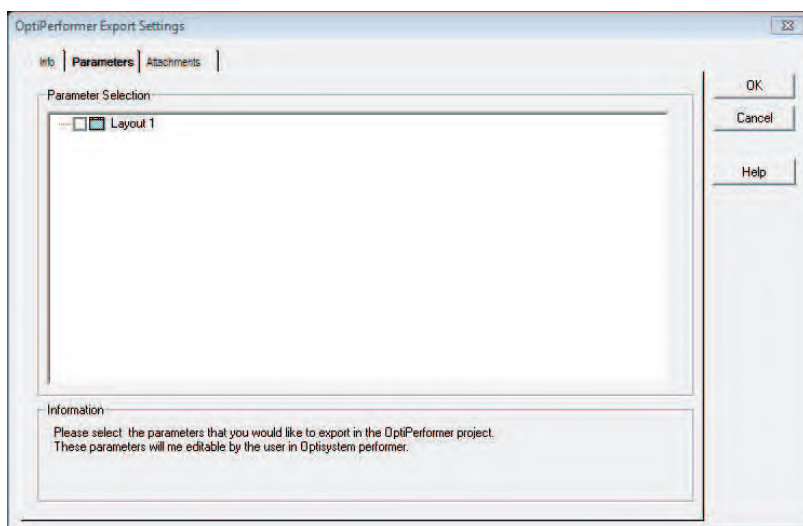 OptiPerformer Export Settings
Info Parameters Attachments
Parameter Selection
Layout 1
OK
Cancel
Help
Information
Please select the parameters that you would like to export in the OptiPerformer project.
These parameters will me editable by the user in Optisystem performer.